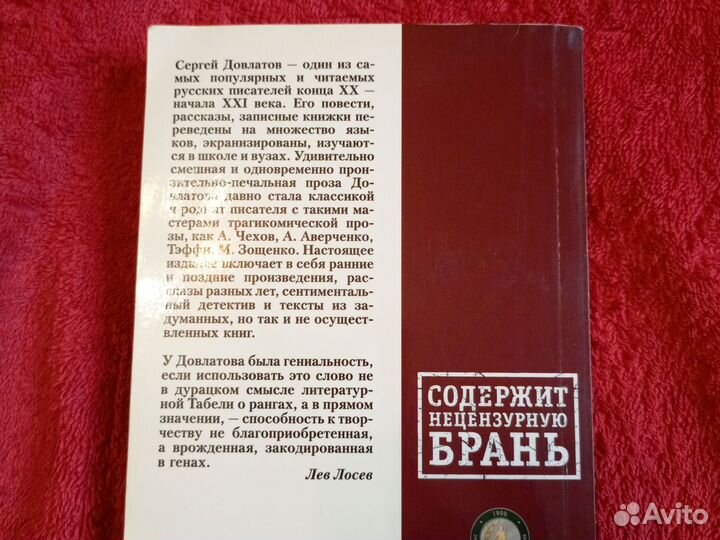 Сергей Довлатов — один из са-
мых популярных и читаемых
русских писателей конца XX —
начала XXI века. Его повести,
рассказы, записные книжки пе-
реведены на множество язы-
ков, экранизированы, изучают-
ся в школе и вузах. Удивительно
смешная и одновременно прон-
зительно-печальная проза До-
влатова давно стала классикой
и роднит писателя с такими мас-
терами трагикомической про-
зы, как А. Чехов, А. Аверченко,
Тэффи, М. Зощенко. Настоящее
издание включает в себя ранние
и поздние произведения, рас-
сказы разных лет, сентименталь-
ный детектив и тексты из за-
думанных, но так и не осущест-
вленных книг.
У Довлатова была гениальность,
если использовать это слово не
в дурацком смысле литератур-
ной Табели о рангах, а в прямом
значении, — способность к твор-
честву не благоприобретенная,
а врожденная, закодированная
в генах.
Лев Лосев
СОДЕРЖИТ
НЕЦЕНЗУРНУЮ
БРАНЬ
1998
Avito